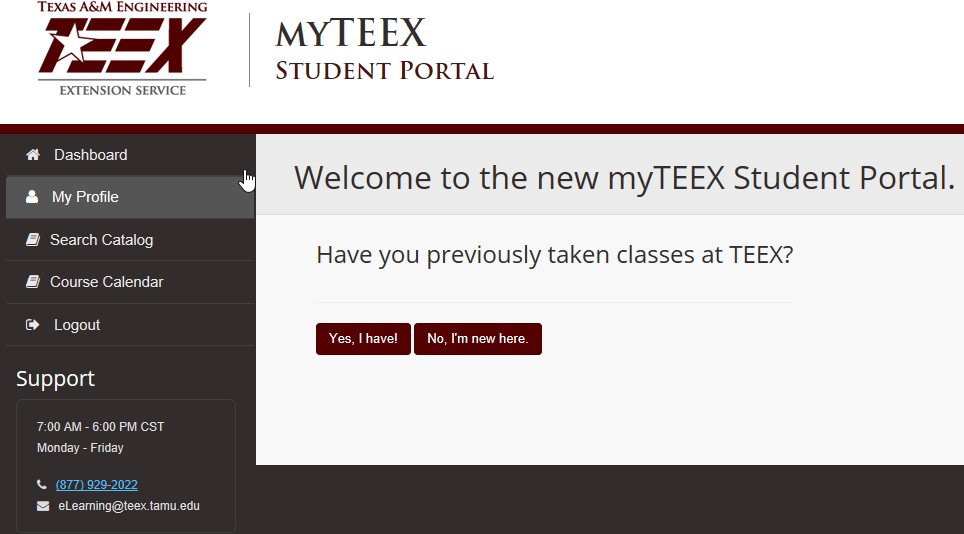 TEXAS A&M ENGINEERING
TEEX
EXTENSION SERVICE
MYTEEX
STUDENT PORTAL
Dashboard
My Profile
Search Catalog
Course Calendar
Logout
Support
7:00 AM - 6:00 PM CST
Monday - Friday
(877) 929-2022
eLearning@teex.tamu.edu
Welcome to the new myTEEX Student Portal.
Have you previously taken classes at TEEX?
Yes, I have! No, I'm new here.